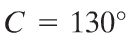 C = 130°